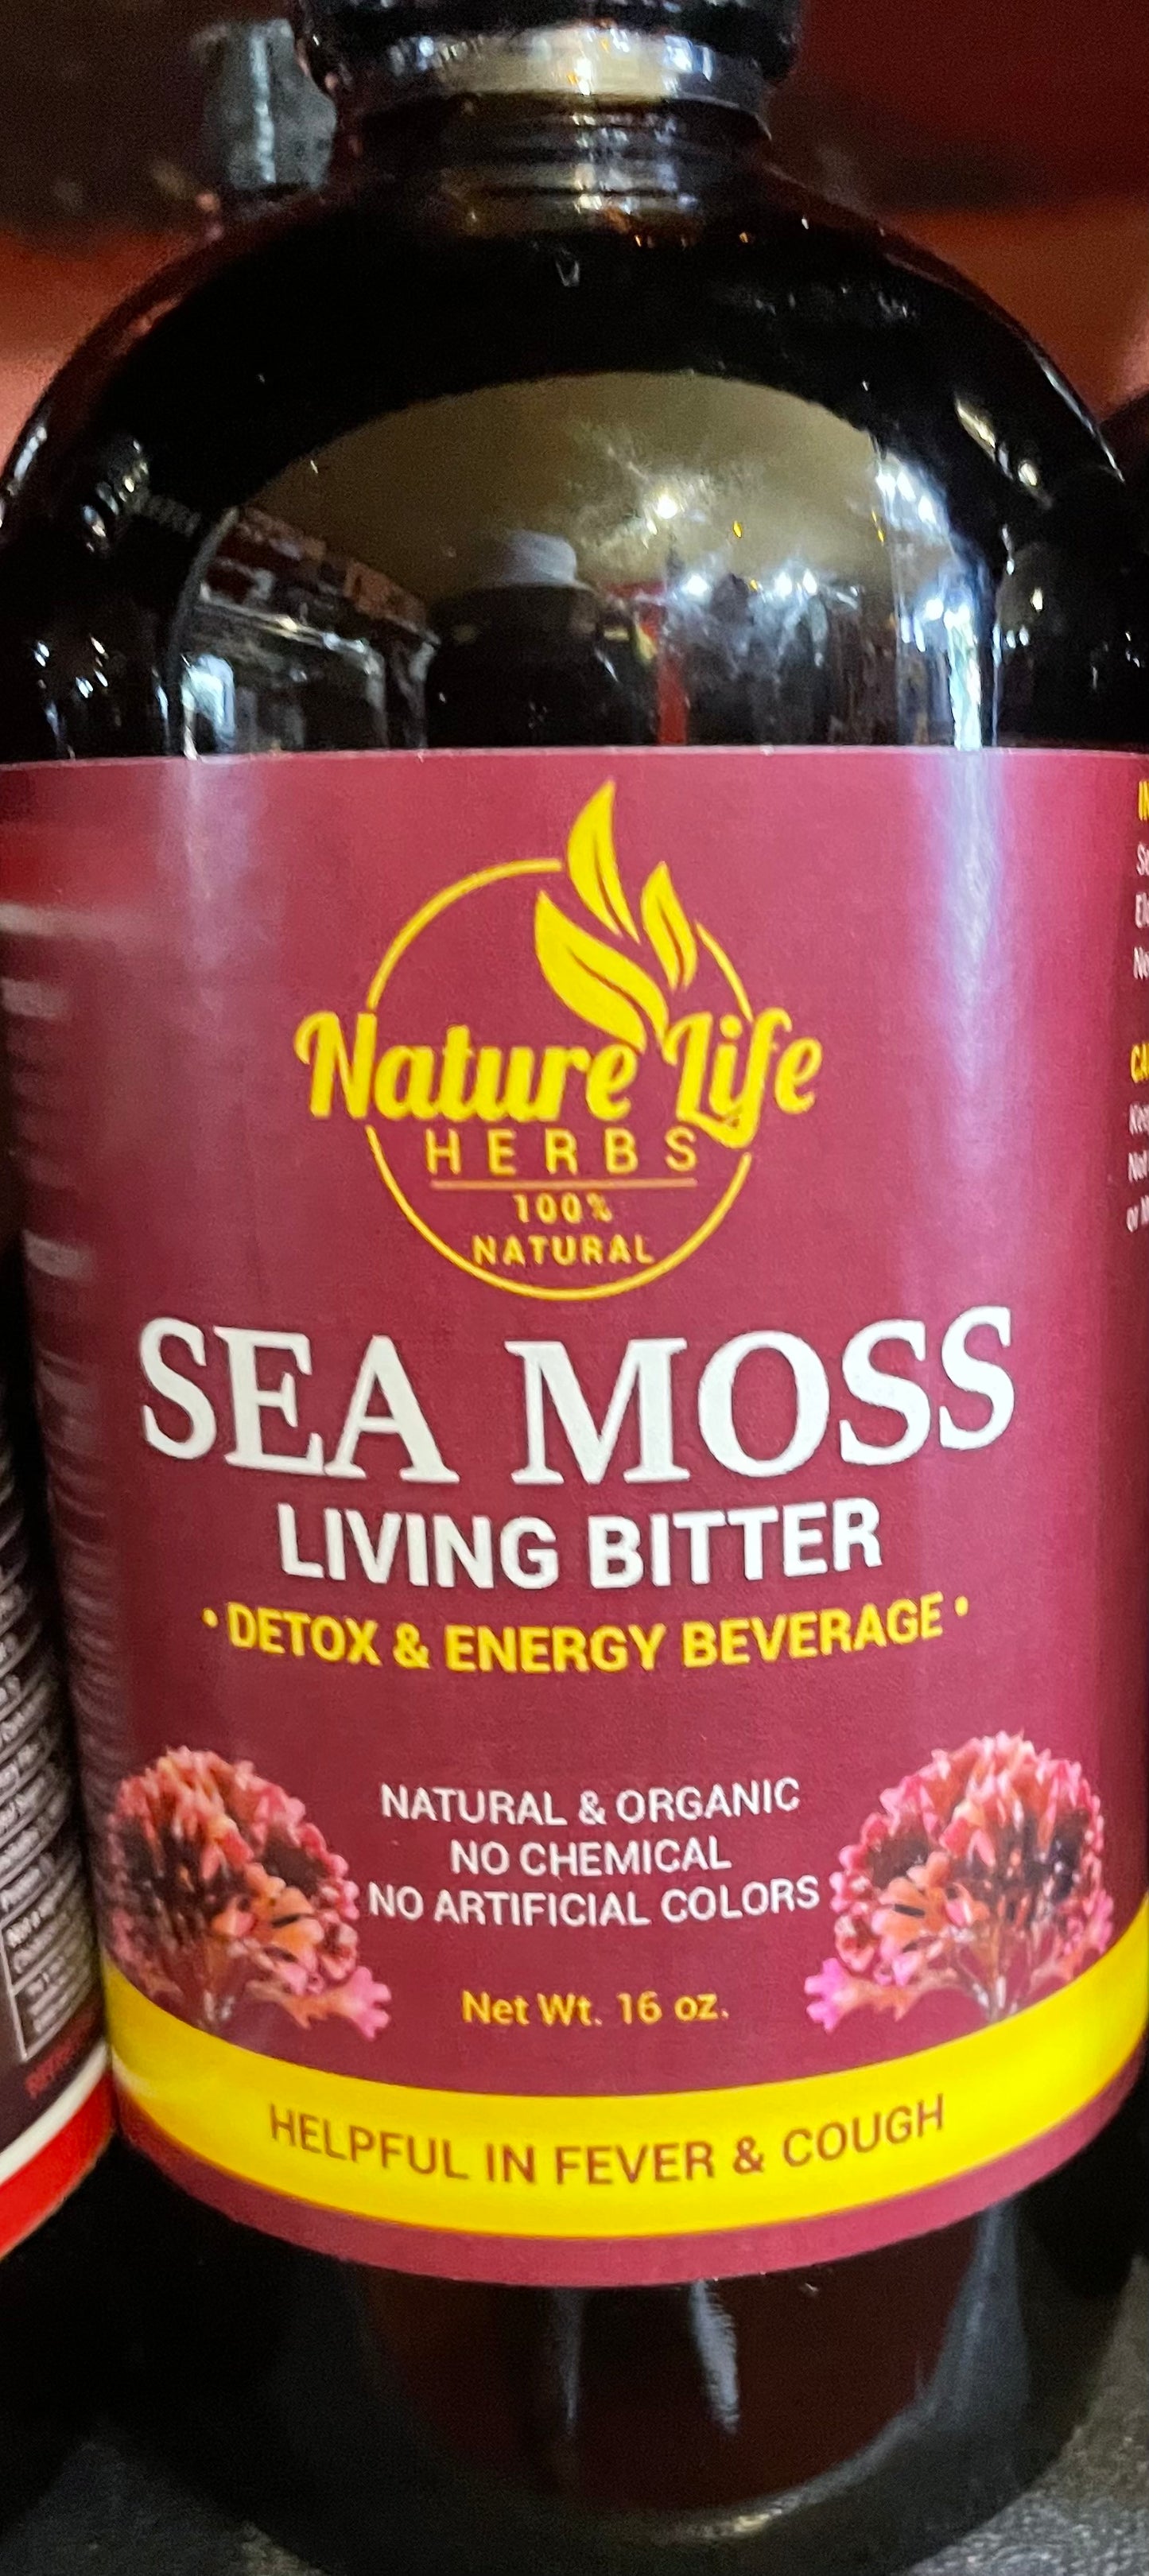 Nature Life
HERBS
100%
NATURAL
SEA MOSS
LIVING BITTER
• DETOX & ENERGY BEVERAGE •
NATURAL & ORGANIC
NO CHEMICAL
NO ARTIFICIAL COLORS
Net Wt. 16 oz.
HELPFUL IN FEVER & COUGH